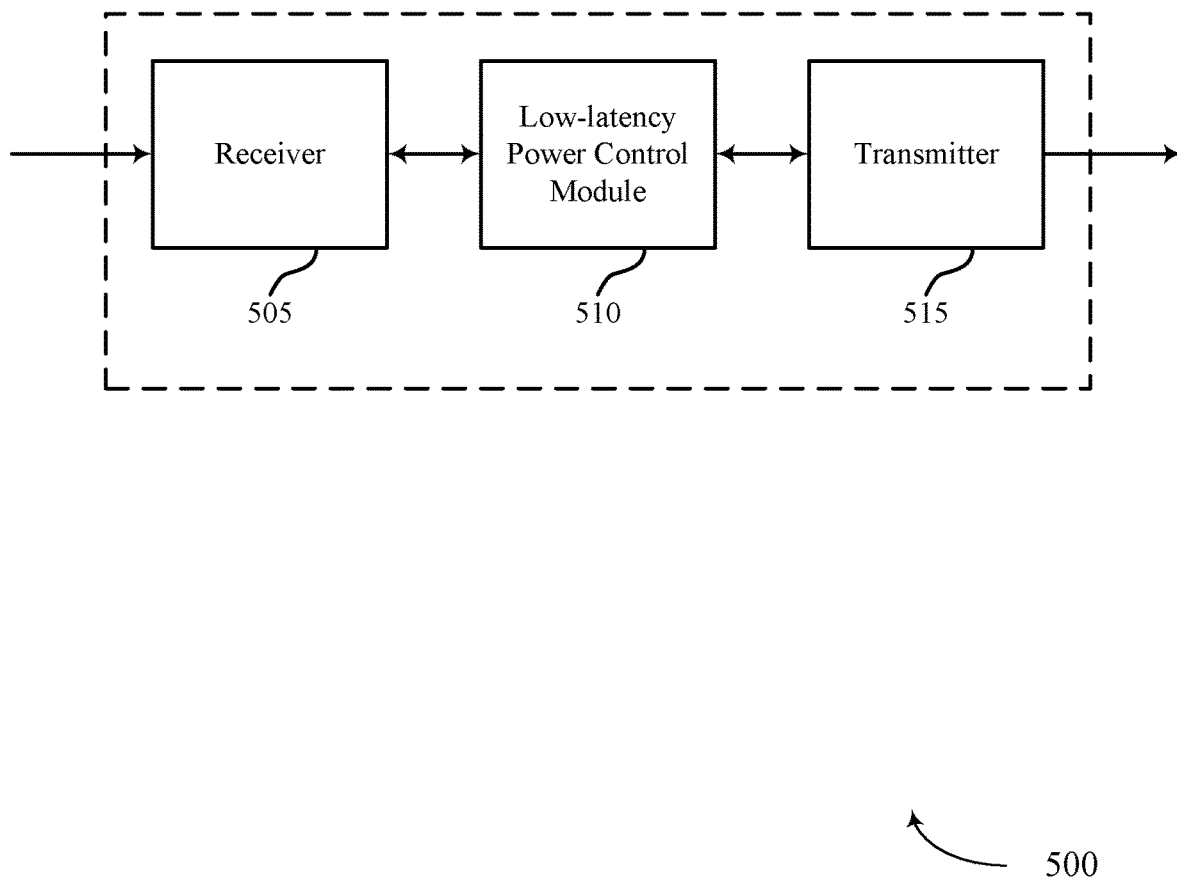 Receiver
Low-latency
Power Control
Module
Transmitter
505
510
515
500